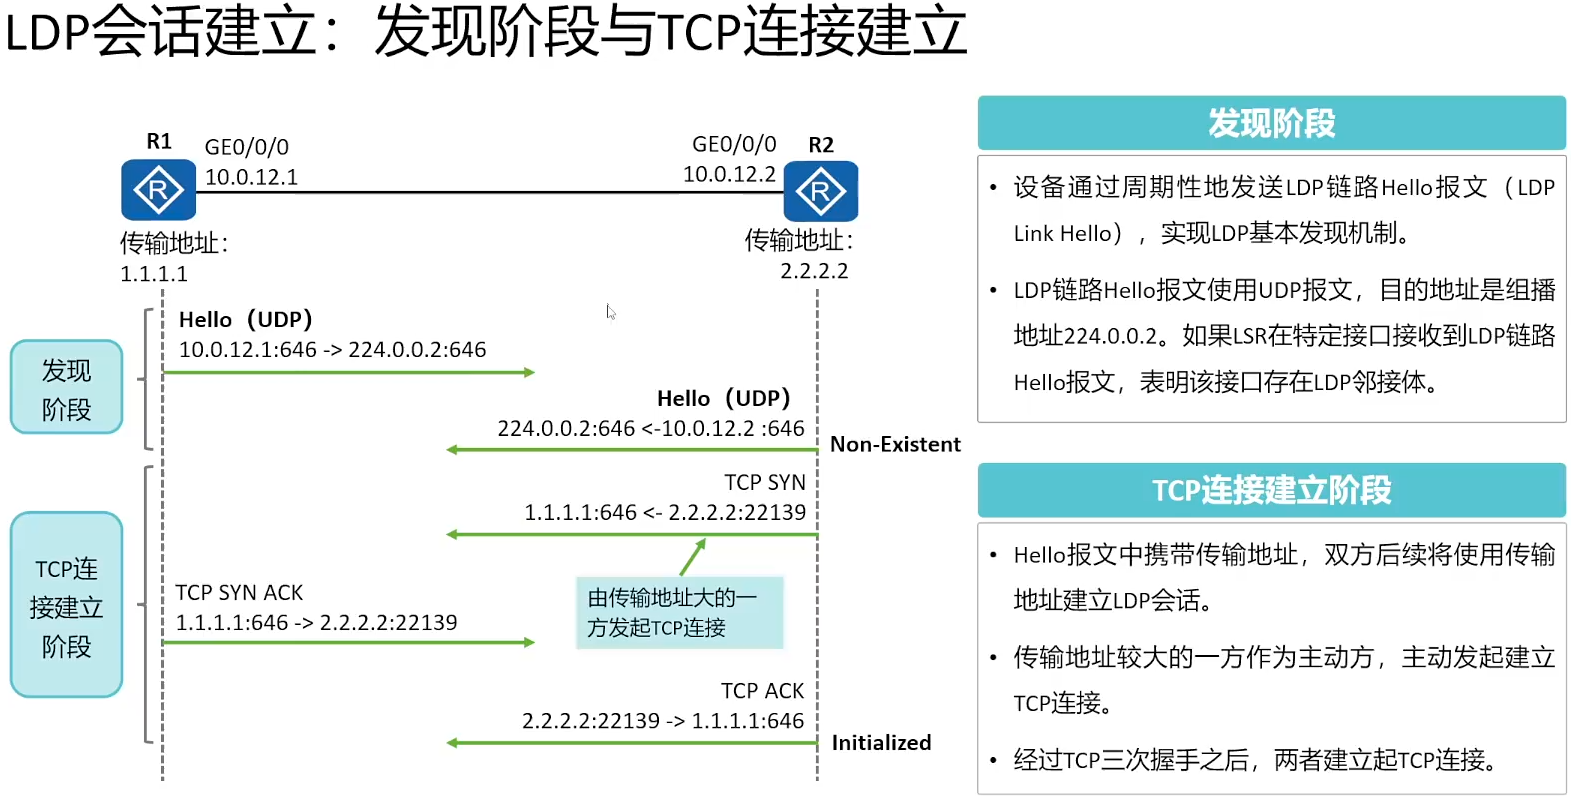 LDP会话建立：发现阶段与TCP连接建立
R1
GE0/0/0
10.0.12.1
GE0/0/0
10.0.12.2
R2
R
R
传输地址：
1.1.1.1
传输地址：
2.2.2.2
发现
阶段
Hello（UDP）
10.0.12.1:646 -> 224.0.0.2:646
Hello（UDP）
224.0.0.2:646 <-10.0.12.2 :646
Non-Existent
TCP连
接建立
阶段
TCP SYN
1.1.1.1:646 <- 2.2.2.2:22139
由传输地址大的一
方发起TCP连接
TCP SYN ACK
1.1.1.1:646 -> 2.2.2.2:22139
TCP ACK
2.2.2.2:22139 -> 1.1.1.1:646
Initialized
发现阶段
• 设备通过周期性地发送LDP链路Hello报文（LDP
Link Hello），实现LDP基本发现机制。
• LDP链路Hello报文使用UDP报文，目的地址是组播
地址224.0.0.2。如果LSR在特定接口接收到LDP链路
Hello报文，表明该接口存在LDP邻接体。
TCP连接建立阶段
• Hello报文中携带传输地址，双方后续将使用传输
地址建立LDP会话。
• 传输地址较大的一方作为主动方，主动发起建立
TCP连接。
• 经过TCP三次握手之后，两者建立起TCP连接。